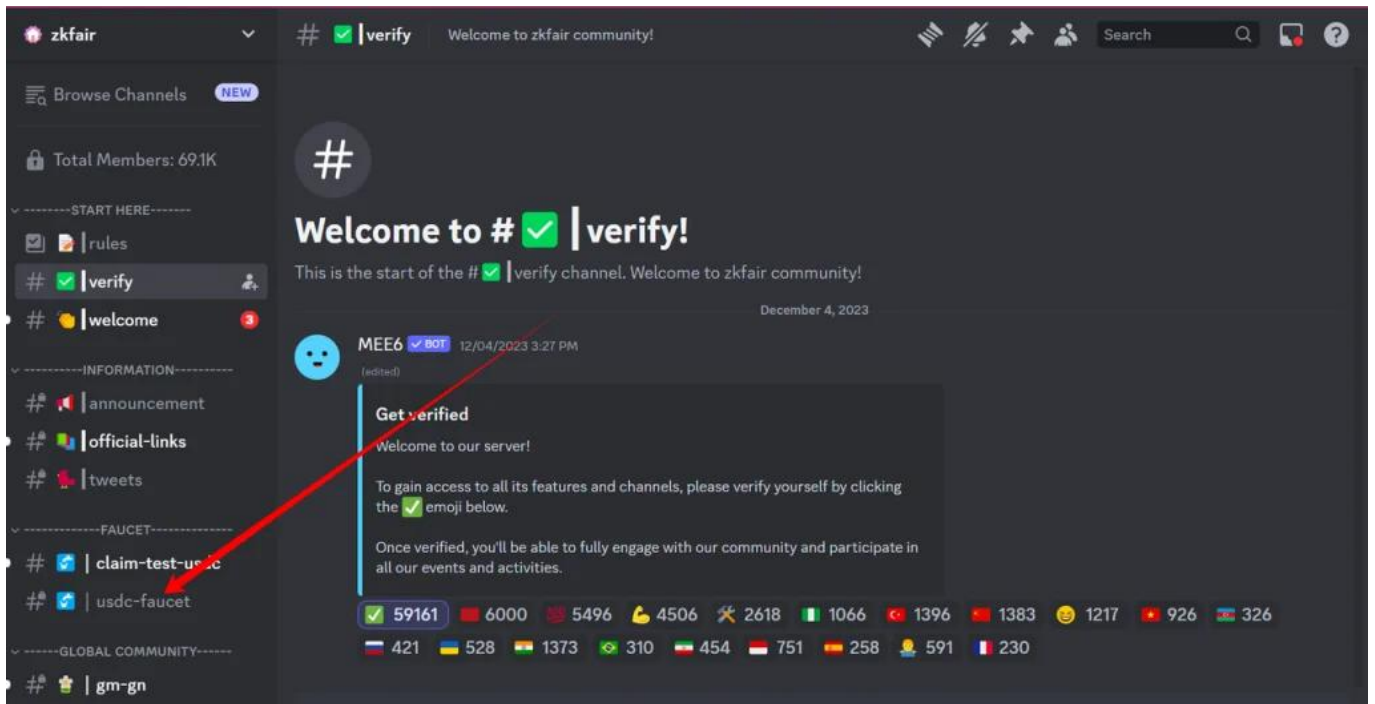 zkfair
Browse Channels NEW
Total Members: 69.1K
--------START HERE-------
rules
verify
welcome 3
----------INFORMATION----------
announcement
official-links
tweets
-------------FAUCET--------------
| claim-test-usdc
| usdc-faucet
------GLOBAL COMMUNITY------
| gm-gn
# ✅┃verify Welcome to zkfair community! Search
Welcome to # ✅┃verify!
This is the start of the # ✅┃verify channel. Welcome to zkfair community!
December 4, 2023
MEE6 ✓ BOT 12/04/2023 3:27 PM
(edited)
Get verified
Welcome to our server!
To gain access to all its features and channels, please verify yourself by clicking
the ✅ emoji below.
Once verified, you'll be able to fully engage with our community and participate in
all our events and activities.
59161 6000 5496 4506 2618 1066 1396 1383 1217 926 326
421 528 1373 310 454 751 258 591 230